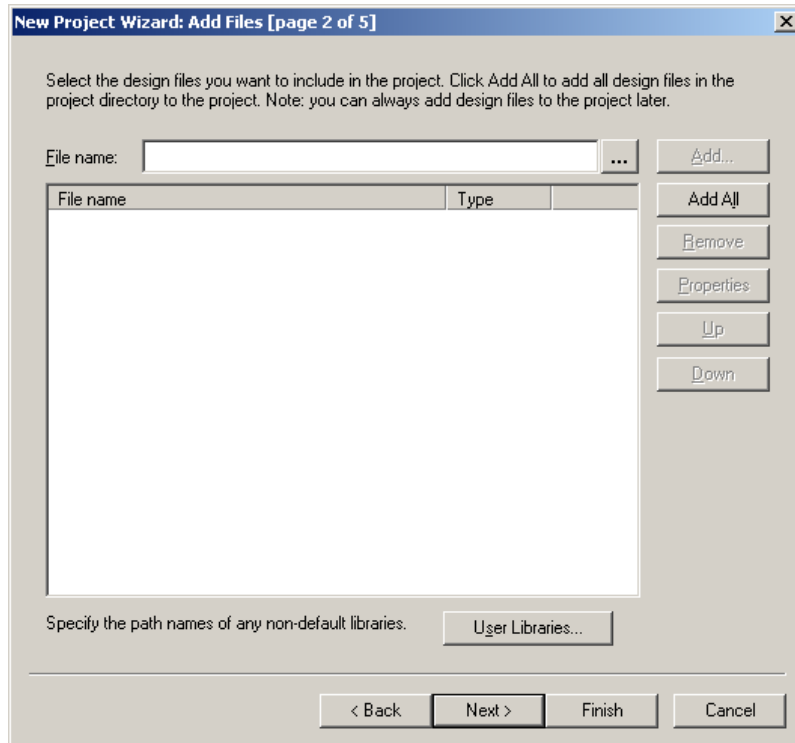 New Project Wizard: Add Files [page 2 of 5]
Select the design files you want to include in the project. Click Add All to add all design files in the
project directory to the project. Note: you can always add design files to the project later.
File name:
...
Add...
File name
Type
Add All
Remove
Properties
Up
Down
Specify the path names of any non-default libraries.
User Libraries...
< Back
Next >
Finish
Cancel